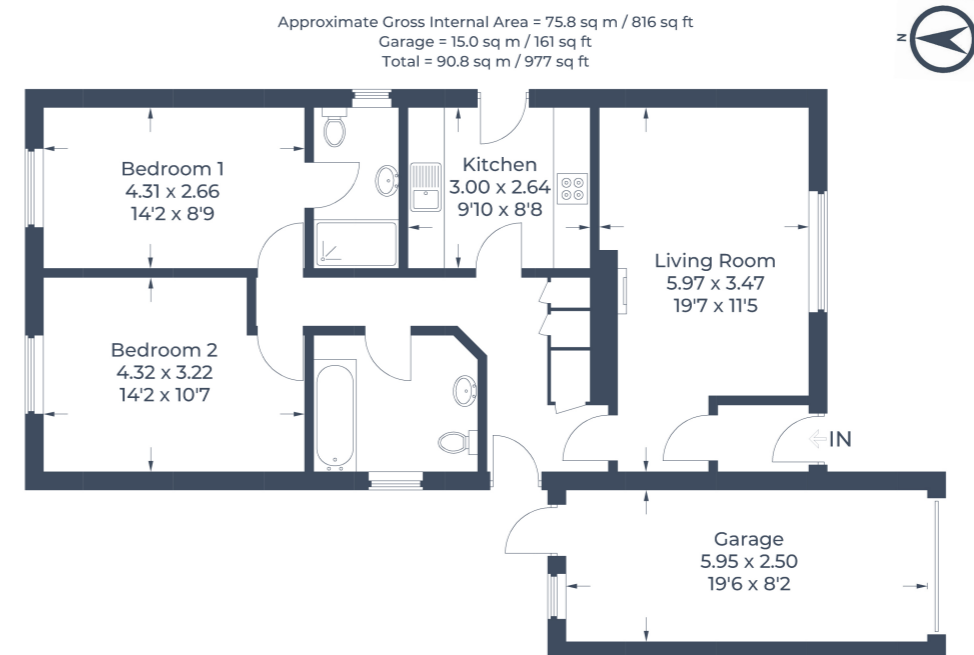 Approximate Gross Internal Area = 75.8 sq m / 816 sq ft
Garage = 15.0 sq m / 161 sq ft
Total = 90.8 sq m / 977 sq ft
N
Bedroom 1
4.31 x 2.66
14'2 x 8'9
Kitchen
3.00 x 2.64
9'10 x 8'8
Living Room
5.97 x 3.47
19'7 x 11'5
Bedroom 2
4.32 x 3.22
14'2 x 10'7
IN
Garage
5.95 x 2.50
19'6 x 8'2